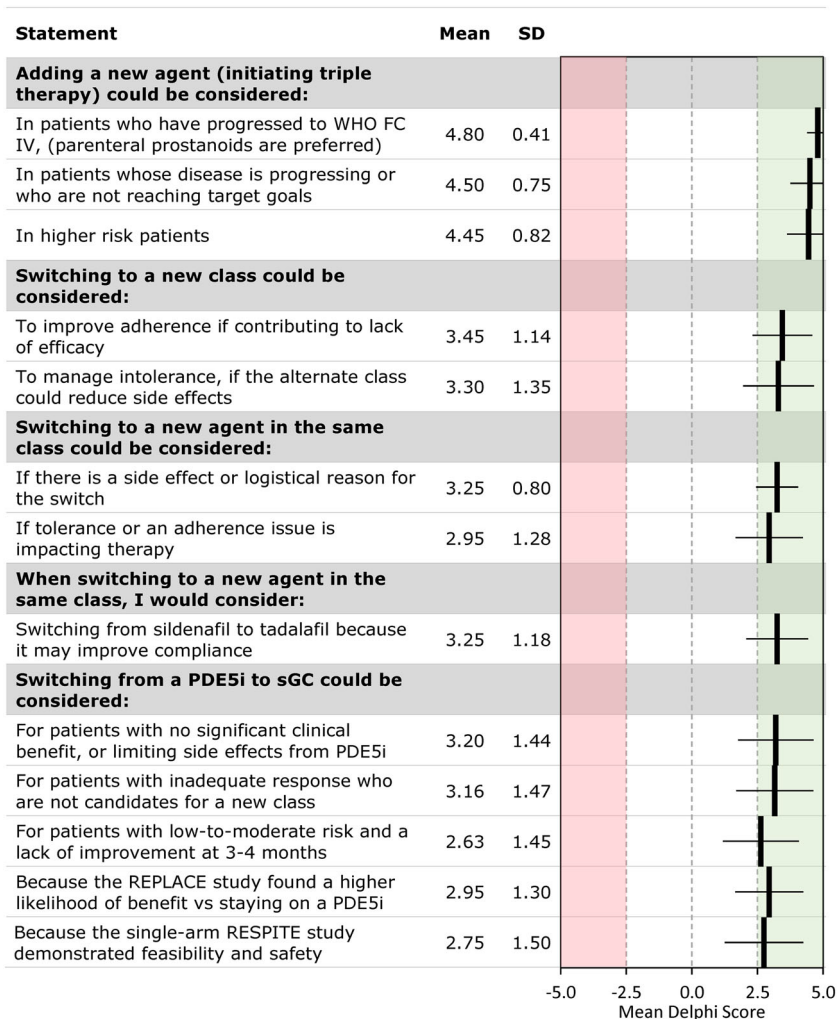 Statement Mean SD
Adding a new agent (initiating triple
therapy) could be considered:
In patients who have progressed to WHO FC
IV, (parenteral prostanoids are preferred)
4.80 0.41
In patients whose disease is progressing or
who are not reaching target goals
4.50 0.75
In higher risk patients 4.45 0.82
Switching to a new class could be
considered:
To improve adherence if contributing to lack
of efficacy
3.45 1.14
To manage intolerance, if the alternate class
could reduce side effects
3.30 1.35
Switching to a new agent in the same
class could be considered:
If there is a side effect or logistical reason for
the switch
3.25 0.80
If tolerance or an adherence issue is
impacting therapy
2.95 1.28
When switching to a new agent in the
same class, I would consider:
Switching from sildenafil to tadalafil because
it may improve compliance
3.25 1.18
Switching from a PDE5i to sGC could be
considered:
For patients with no significant clinical
benefit, or limiting side effects from PDE5i
3.20 1.44
For patients with inadequate response who
are not candidates for a new class
3.16 1.47
For patients with low-to-moderate risk and a
lack of improvement at 3-4 months
2.63 1.45
Because the REPLACE study found a higher
likelihood of benefit vs staying on a PDE5i
2.95 1.30
Because the single-arm RESPITE study
demonstrated feasibility and safety
2.75 1.50
-5.0 -2.5 0.0 2.5 5.0
Mean Delphi Score